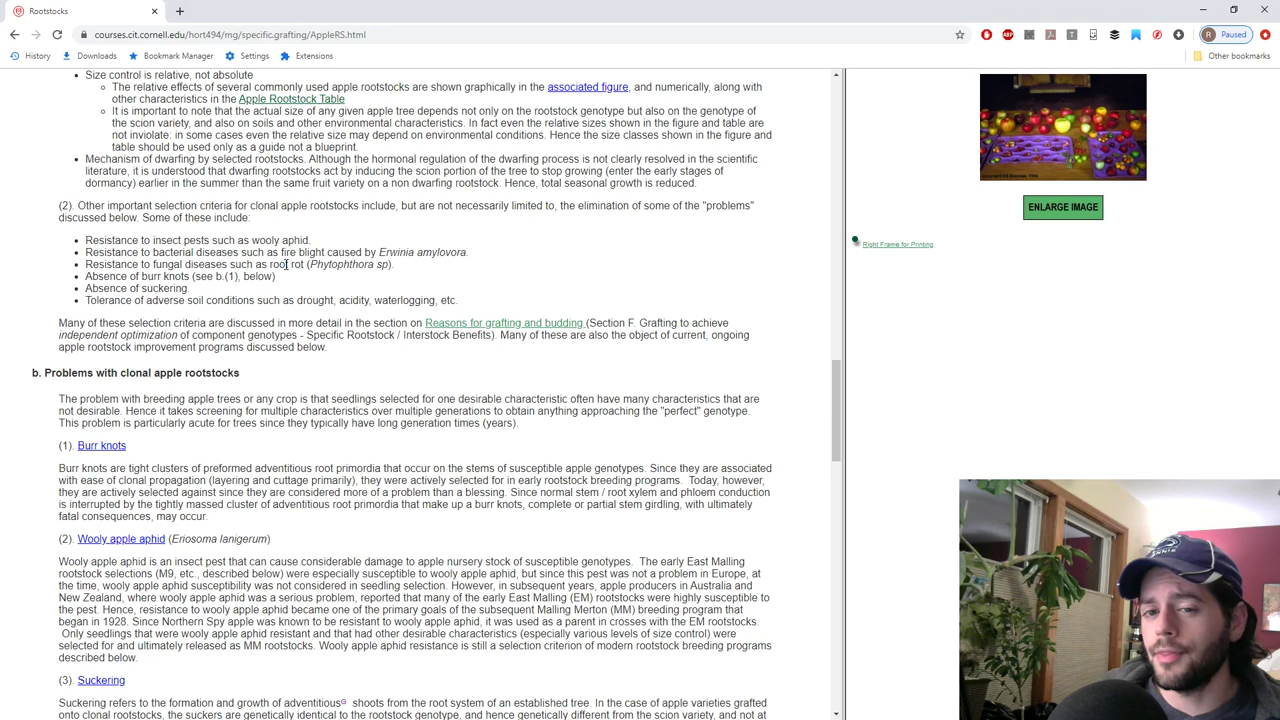 Rootstocks
courses.cit.cornell.edu/hort494/mg/specific.grafting/AppleRS.html
R Paused
History Downloads Bookmark Manager Settings Extensions Other bookmarks
• Size control is relative, not absolute
The relative effects of several commonly used apple rootstocks are shown graphically in the associated figure, and numerically, along with
other characteristics in the Apple Rootstock Table
It is important to note that the actual size of any given apple tree depends not only on the rootstock genotype but also on the genotype of
the scion variety, and also on soils and other environmental characteristics. In fact even the relative sizes shown in the figure and table are
not inviolate: in some cases even the relative size may depend on environmental conditions. Hence the size classes shown in the figure and
table should be used only as a guide not a blueprint.
• Mechanism of dwarfing by selected rootstocks. Although the hormonal regulation of the dwarfing process is not clearly resolved in the scientific
literature, it is understood that dwarfing rootstocks act by inducing the scion portion of the tree to stop growing (enter the early stages of
dormancy) earlier in the summer than the same fruit variety on a non dwarfing rootstock. Hence, total seasonal growth is reduced.
(2). Other important selection criteria for clonal apple rootstocks include, but are not necessarily limited to, the elimination of some of the "problems"
discussed below. Some of these include:
• Resistance to insect pests such as wooly aphid.
• Resistance to bacterial diseases such as fire blight caused by Erwinia amylovora.
• Resistance to fungal diseases such as root rot (Phytophthora sp).
• Absence of burr knots (see b.(1), below)
• Absence of suckering.
• Tolerance of adverse soil conditions such as drought, acidity, waterlogging, etc.
Many of these selection criteria are discussed in more detail in the section on Reasons for grafting and budding (Section F. Grafting to achieve
independent optimization of component genotypes - Specific Rootstock / Interstock Benefits). Many of these are also the object of current, ongoing
apple rootstock improvement programs discussed below.
b. Problems with clonal apple rootstocks
The problem with breeding apple trees or any crop is that seedlings selected for one desirable characteristic often have many characteristics that are
not desirable. Hence it takes screening for multiple characteristics over multiple generations to obtain anything approaching the "perfect" genotype.
This problem is particularly acute for trees since they typically have long generation times (years).
(1). Burr knots
Burr knots are tight clusters of preformed adventitious root primordia that occur on the stems of susceptible apple genotypes. Since they are associated
with ease of clonal propagation (layering and cuttage primarily), they were actively selected for in early rootstock breeding programs. Today, however,
they are actively selected against since they are considered more of a problem than a blessing. Since normal stem / root xylem and phloem conduction
is interrupted by the tightly massed cluster of adventitious root primordia that make up a burr knots, complete or partial stem girdling, with ultimately
fatal consequences, may occur.
(2). Wooly apple aphid (Eriosoma lanigerum)
Wooly apple aphid is an insect pest that can cause considerable damage to apple nursery stock of susceptible genotypes. The early East Malling
rootstock selections (M9, etc., described below) were especially susceptible to wooly apple aphid, but since this pest was not a problem in Europe, at
the time, wooly apple aphid susceptibility was not considered in seedling selection. However, in subsequent years, apple producers in Australia and
New Zealand, where wooly apple aphid was a serious problem, reported that many of the early East Malling (EM) rootstocks were highly susceptible to
the pest. Hence, resistance to wooly apple aphid became one of the primary goals of the subsequent Malling Merton (MM) breeding program that
began in 1928. Since Northern Spy apple was known to be resistant to wooly apple aphid, it was used as a parent in crosses with the EM rootstocks.
Only seedlings that were wooly apple aphid resistant and that had other desirable characteristics (especially various levels of size control) were
selected for and ultimately released as MM rootstocks. Wooly apple aphid resistance is still a selection criterion of modern rootstock breeding programs
described below.
(3). Suckering
Suckering refers to the formation and growth of adventitious shoots from the root system of an established tree. In the case of apple varieties grafted
onto clonal rootstocks, the suckers are genetically identical to the rootstock genotype, and hence genetically different from the scion variety, and not at
ENLARGE IMAGE
Right Frame for Printing